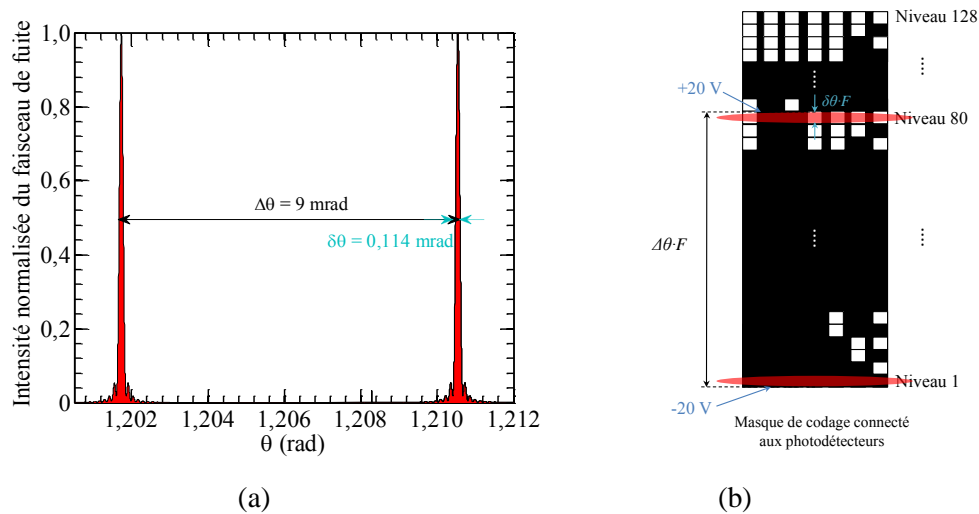 Intensité normalisée du faisceau de fuite
1,0
0,8
0,6
0,4
0,2
0
Δθ = 9 mrad
δθ = 0,114 mrad
1,202 1,204 1,206 1,208 1,210 1,212
θ (rad)
(a)
Niveau 128
+20 V
δθ·F
Niveau 80
Δθ·F
Niveau 1
-20 V
Masque de codage connecté
aux photodétecteurs
(b)